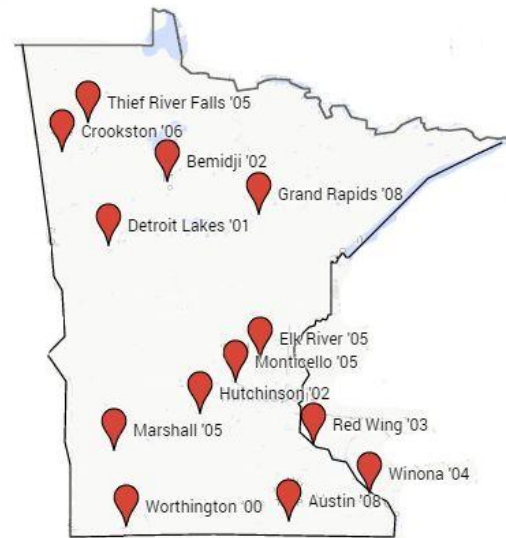 Thief River Falls '05
Crookston '06
Bemidji '02
Grand Rapids '08
Detroit Lakes '01
Elk River '05
Monticello '05
Hutchinson '02
Red Wing '03
Marshall '05
Winona '04
Worthington '00
Austin '08